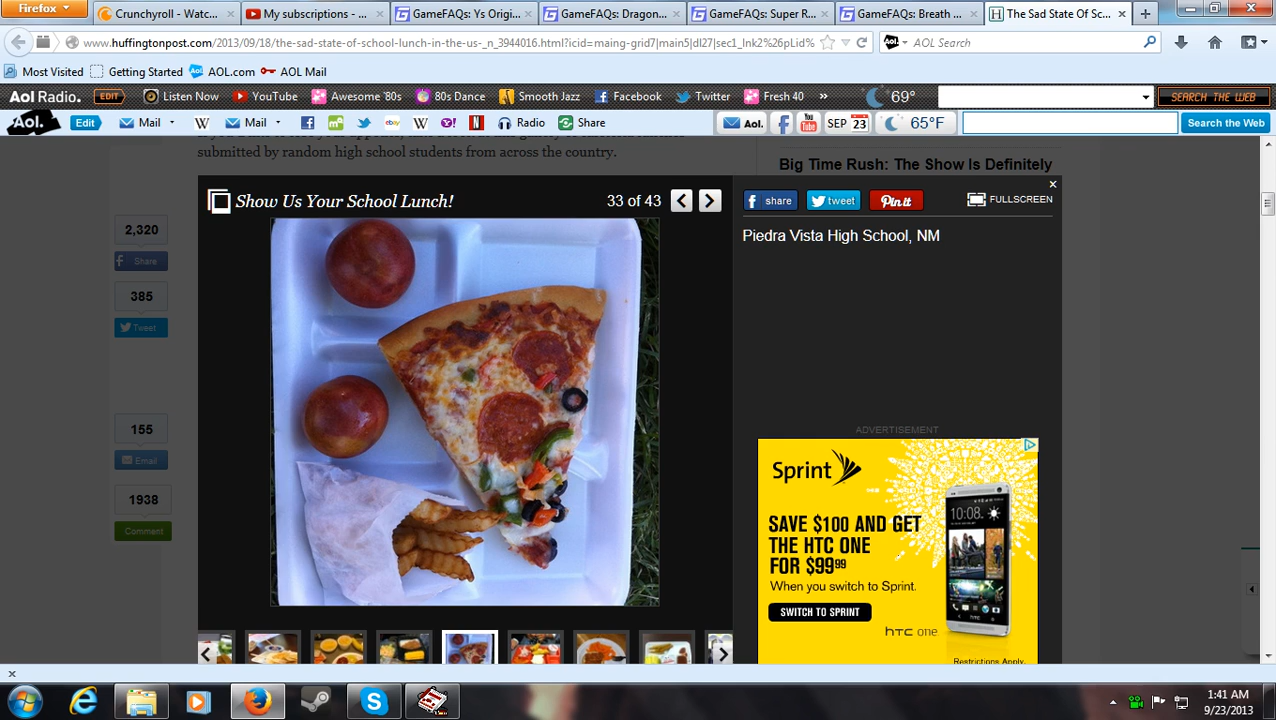 Firefox
Crunchyroll - Watc...
My subscriptions - ...
GameFAQs: Ys Origi...
GameFAQs: Dragon...
GameFAQs: Super R...
GameFAQs: Breath ...
The Sad State Of Sc...
www.huffingtonpost.com/2013/09/18/the-sad-state-of-school-lunch-in-the-us-_n_3944016.html?icid=maing-grid7|main5|dl27|sec1_lnk2%26pLid%
AOL Search
Most Visited
Getting Started
AOL.com
AOL Mail
Aol Radio.
EDIT
Listen Now
YouTube
Awesome '80s
80s Dance
Smooth Jazz
Facebook
Twitter
Fresh 40
69°
SEARCH THE WEB
Aol.
Edit
Mail
W
Mail
W
Y!
N
Radio
Share
Aol.
SEP 23
65°F
Search the Web
submitted by random high school students from across the country.
Big Time Rush: The Show Is Definitely
Show Us Your School Lunch!
33 of 43
share
tweet
Pin it
FULLSCREEN
Piedra Vista High School, NM
2,320
Share
385
Tweet
155
Email
1938
Comment
ADVERTISEMENT
Sprint
SAVE $100 AND GET
THE HTC ONE
FOR $99.99
When you switch to Sprint.
SWITCH TO SPRINT
10:08
htc one
Restrictions Apply.
1:41 AM
9/23/2013